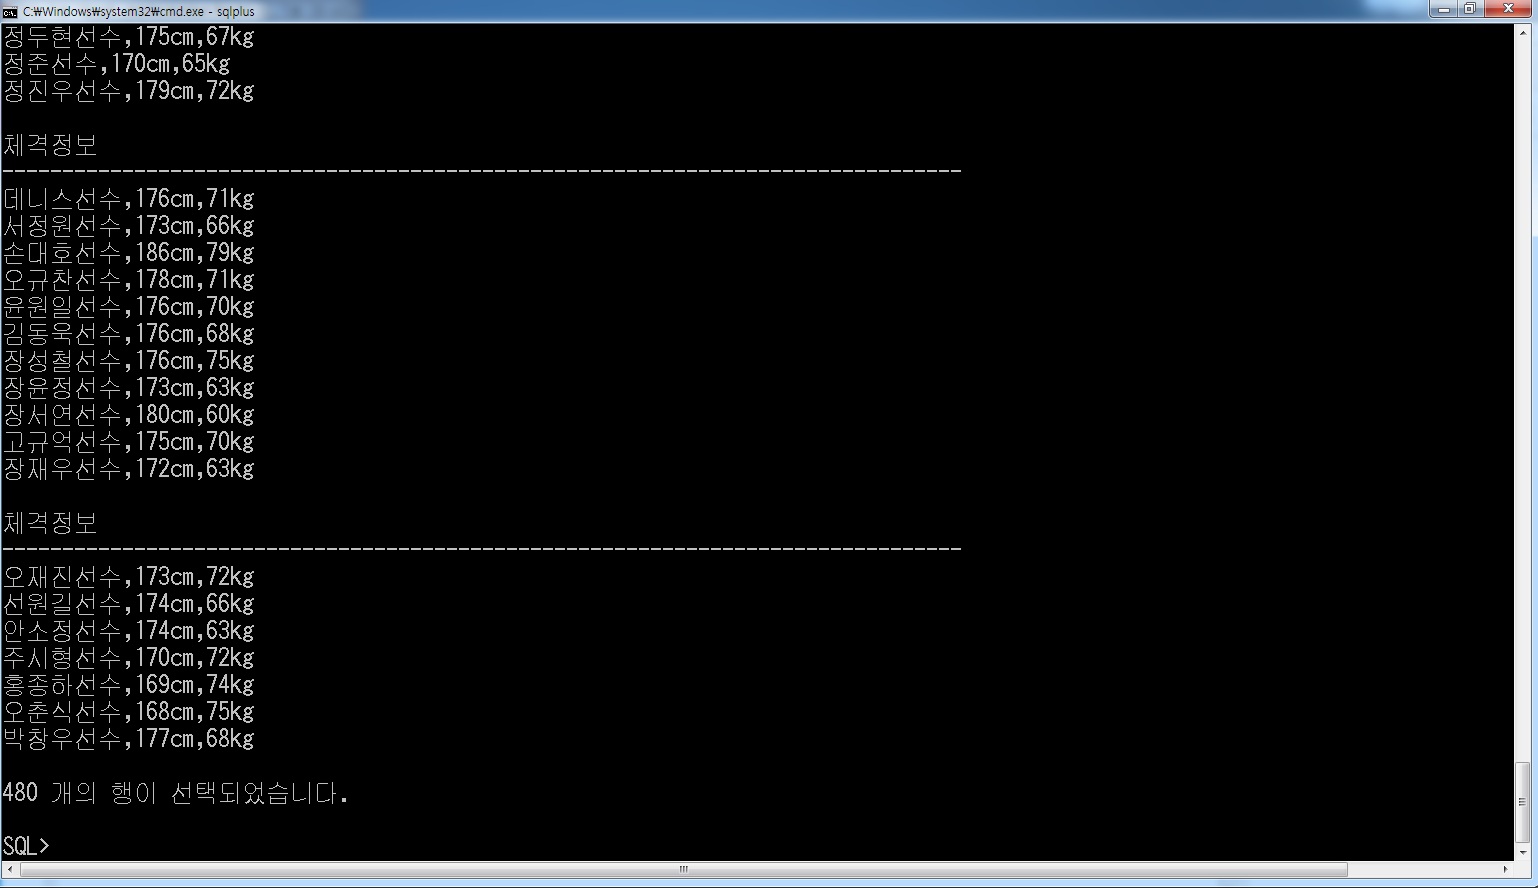 C:₩Windows₩system32₩cmd.exe - sqlplus
정두현선수,175cm,67kg
정준선수,170cm,65kg
정진우선수,179cm,72kg
체격정보
--------------------------------------------------------------------------------
데니스선수,176cm,71kg
서정원선수,173cm,66kg
손대호선수,186cm,79kg
오규찬선수,178cm,71kg
윤원일선수,176cm,70kg
김동욱선수,176cm,68kg
장성철선수,176cm,75kg
장윤정선수,173cm,63kg
장서연선수,180cm,60kg
고규억선수,175cm,70kg
장재우선수,172cm,63kg
체격정보
--------------------------------------------------------------------------------
오재진선수,173cm,72kg
선원길선수,174cm,66kg
안소정선수,174cm,63kg
주시형선수,170cm,72kg
홍종하선수,169cm,74kg
오춘식선수,168cm,75kg
박창우선수,177cm,68kg
480 개의 행이 선택되었습니다.
SQL>